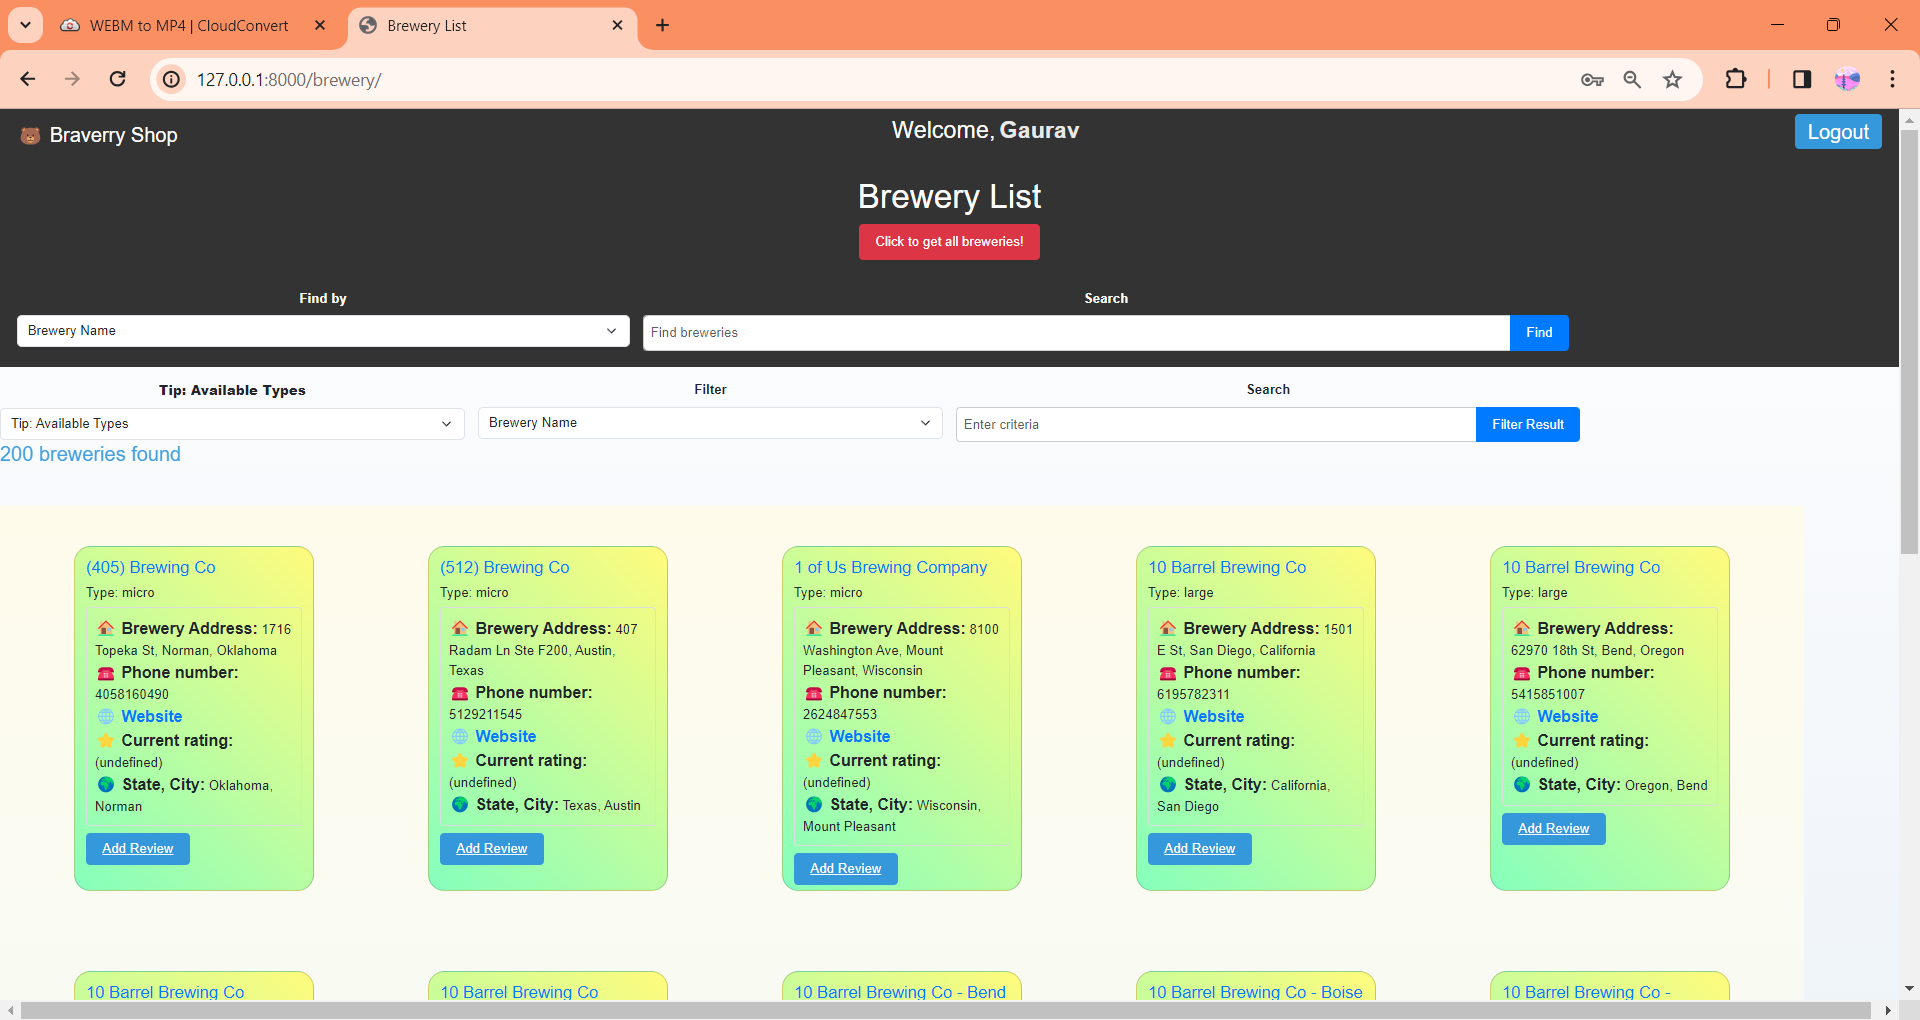 WEBM to MP4 | CloudConvert
Brewery List
127.0.0.1:8000/brewery/
Braverry Shop
Welcome, Gaurav
Logout
Brewery List
Click to get all breweries!
Find by
Search
Brewery Name
Find breweries
Find
Tip: Available Types
Filter
Search
Tip: Available Types
Brewery Name
Enter criteria
Filter Result
200 breweries found
(405) Brewing Co
Type: micro
Brewery Address: 1716
Topeka St, Norman, Oklahoma
Phone number:
4058160490
Website
Current rating:
(undefined)
State, City: Oklahoma,
Norman
Add Review
(512) Brewing Co
Type: micro
Brewery Address: 407
Radam Ln Ste F200, Austin,
Texas
Phone number:
5129211545
Website
Current rating:
(undefined)
State, City: Texas, Austin
Add Review
1 of Us Brewing Company
Type: micro
Brewery Address: 8100
Washington Ave, Mount
Pleasant, Wisconsin
Phone number:
2624847553
Website
Current rating:
(undefined)
State, City: Wisconsin,
Mount Pleasant
Add Review
10 Barrel Brewing Co
Type: large
Brewery Address: 1501
E St, San Diego, California
Phone number:
6195782311
Website
Current rating:
(undefined)
State, City: California,
San Diego
Add Review
10 Barrel Brewing Co
Type: large
Brewery Address:
62970 18th St, Bend, Oregon
Phone number:
5415851007
Website
Current rating:
(undefined)
State, City: Oregon, Bend
Add Review
10 Barrel Brewing Co
10 Barrel Brewing Co
10 Barrel Brewing Co - Bend
10 Barrel Brewing Co - Boise
10 Barrel Brewing Co -